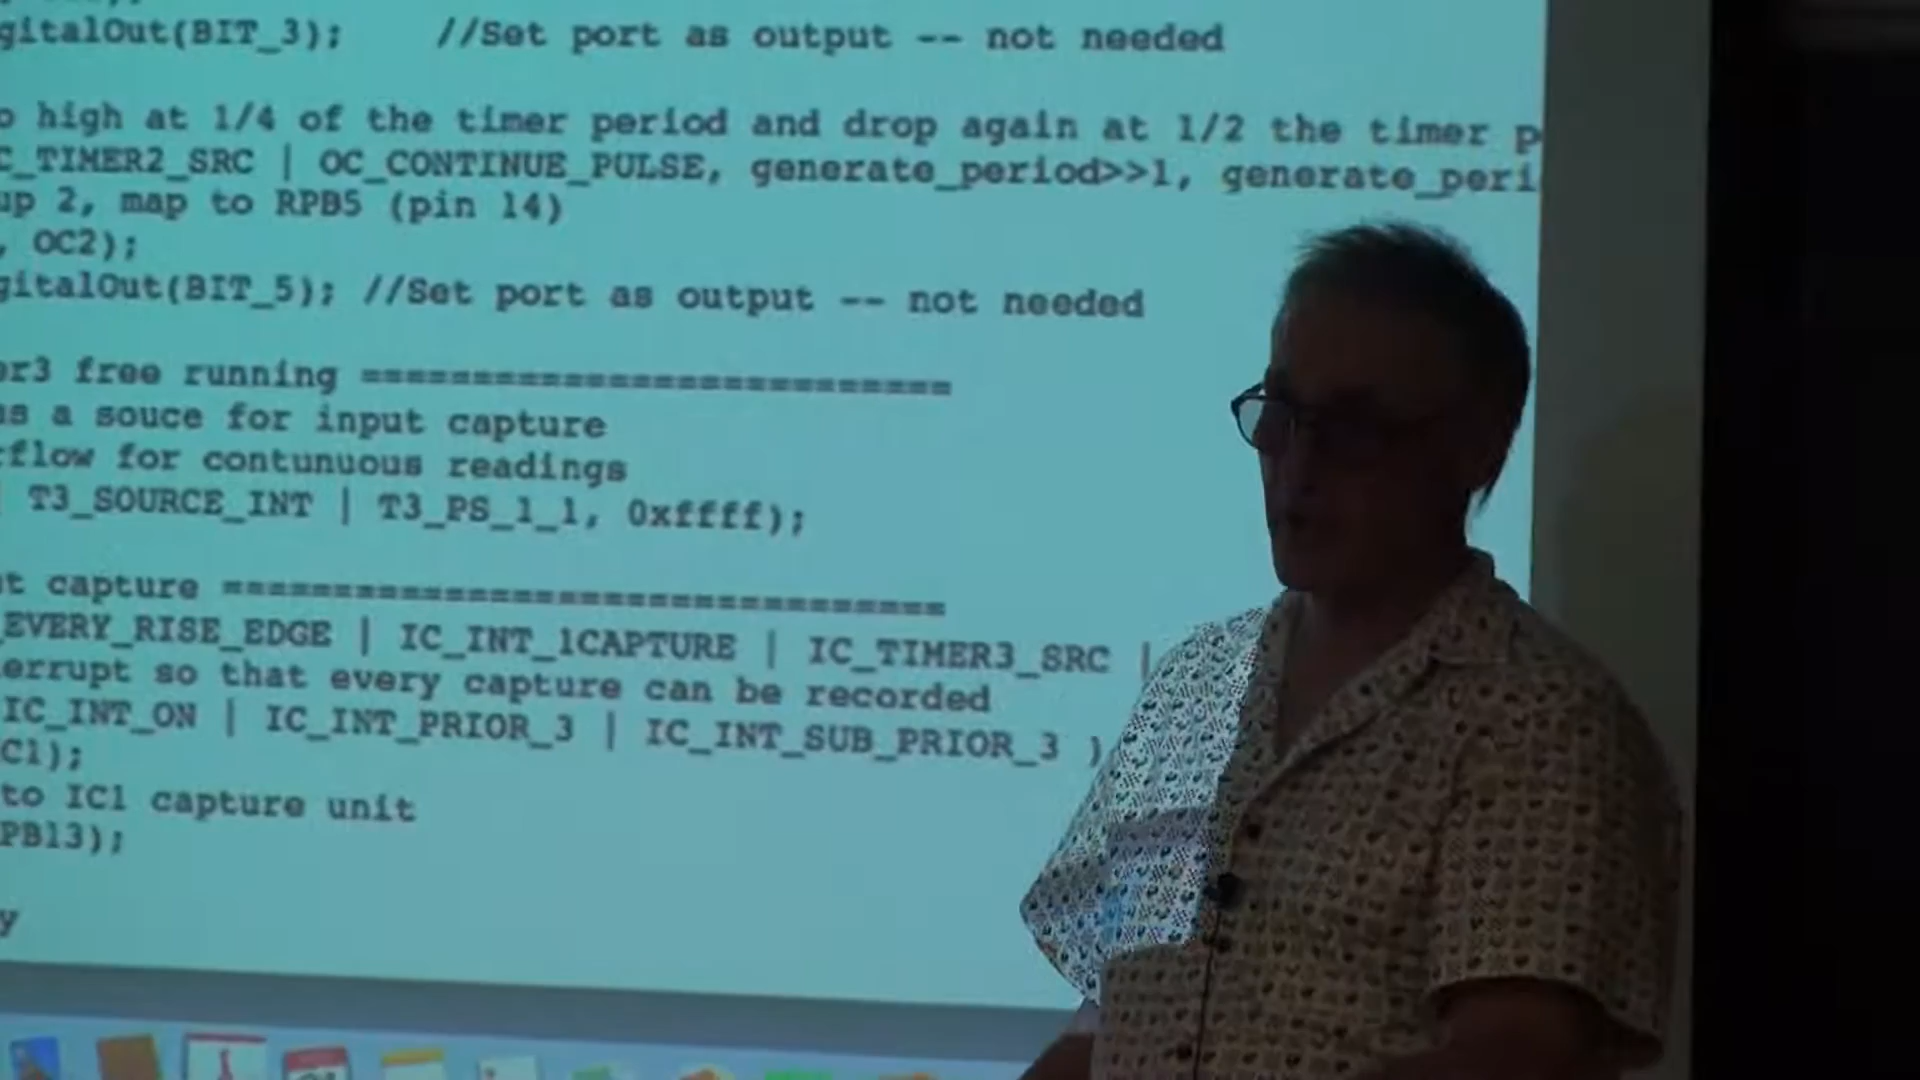 gitalOut(BIT_3); //Set port as output -- not needed
o high at 1/4 of the timer period and drop again at 1/2 the timer p
C_TIMER2_SRC | OC_CONTINUE_PULSE, generate_period>>1, generate_peri
up 2, map to RPB5 (pin 14)
, OC2);
gitalOut(BIT_5); //Set port as output -- not needed
er3 free running ===========================
as a souce for input capture
rflow for contunuous readings
| T3_SOURCE_INT | T3_PS_1_1, 0xffff);
t capture =================================
_EVERY_RISE_EDGE | IC_INT_1CAPTURE | IC_TIMER3_SRC |
errupt so that every capture can be recorded
IC_INT_ON | IC_INT_PRIOR_3 | IC_INT_SUB_PRIOR_3 )
C1);
to IC1 capture unit
PB13);
y